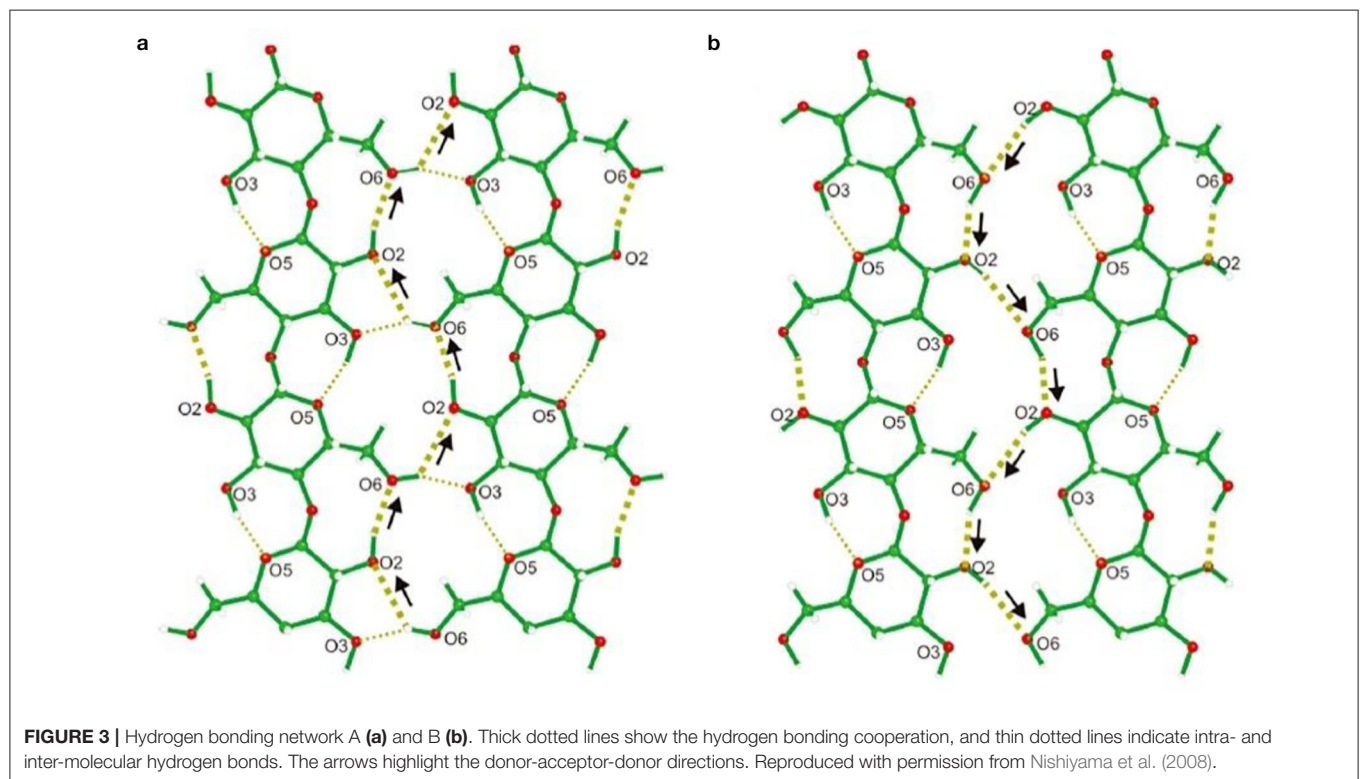 a
O2
O6 O6
O3 O3
O2 O2
O5 O5
O3 O6
O2 O5 O2 O5
O6
O3 O3
O2
O5 O5
O3 O6
b
O2
O6 O6
O3 O3
O2 O2
O5 O5
O3 O6
O2 O5 O2 O5
O6
O3 O3
O2
O5 O5
O3 O6
FIGURE 3 | Hydrogen bonding network A (a) and B (b). Thick dotted lines show the hydrogen bonding cooperation, and thin dotted lines indicate intra- and
inter-molecular hydrogen bonds. The arrows highlight the donor-acceptor-donor directions. Reproduced with permission from Nishiyama et al. (2008).